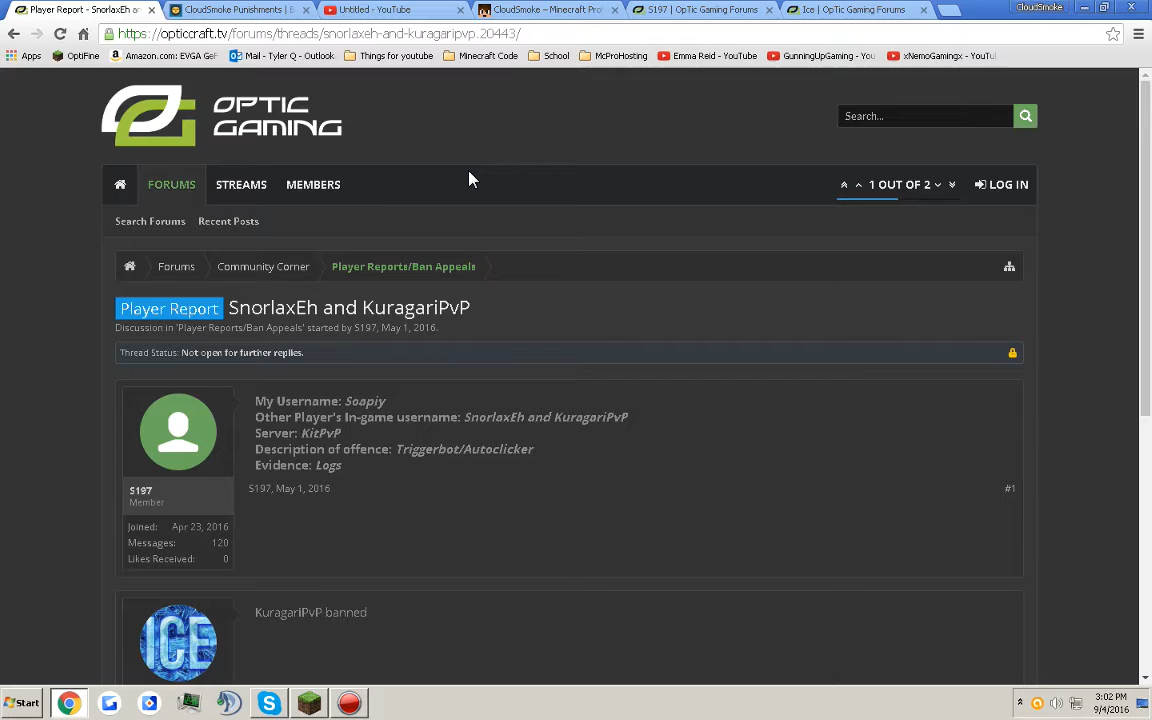 Player Report - SnorlaxEh an
CloudSmoke Punishments | B
Untitled - YouTube
CloudSmoke – Minecraft Prof
S197 | OpTic Gaming Forums
Ice | OpTic Gaming Forums
CloudSmoke
https://opticcraft.tv/forums/threads/snorlaxeh-and-kuragaripvp.20443/
Apps
OptiFine
Amazon.com: EVGA GeF
Mail - Tyler Q - Outlook
Things for youtube
Minecraft Code
School
McProHosting
Emma Reid - YouTube
GunningUpGaming - You
xNemoGamingx - YouTu
OPTIC
GAMING
Search...
FORUMS
STREAMS
MEMBERS
1 OUT OF 2
LOG IN
Search Forums
Recent Posts
Forums
Community Corner
Player Reports/Ban Appeals
Player Report SnorlaxEh and KuragariPvP
Discussion in 'Player Reports/Ban Appeals' started by S197, May 1, 2016.
Thread Status: Not open for further replies.
My Username: Soapiy
Other Player's In-game username: SnorlaxEh and KuragariPvP
Server: KitPvP
Description of offence: Triggerbot/Autoclicker
Evidence: Logs
S197, May 1, 2016
#1
S197
Member
Joined: Apr 23, 2016
Messages: 120
Likes Received: 0
ICE
KuragariPvP banned
Start
3:02 PM
9/4/2016